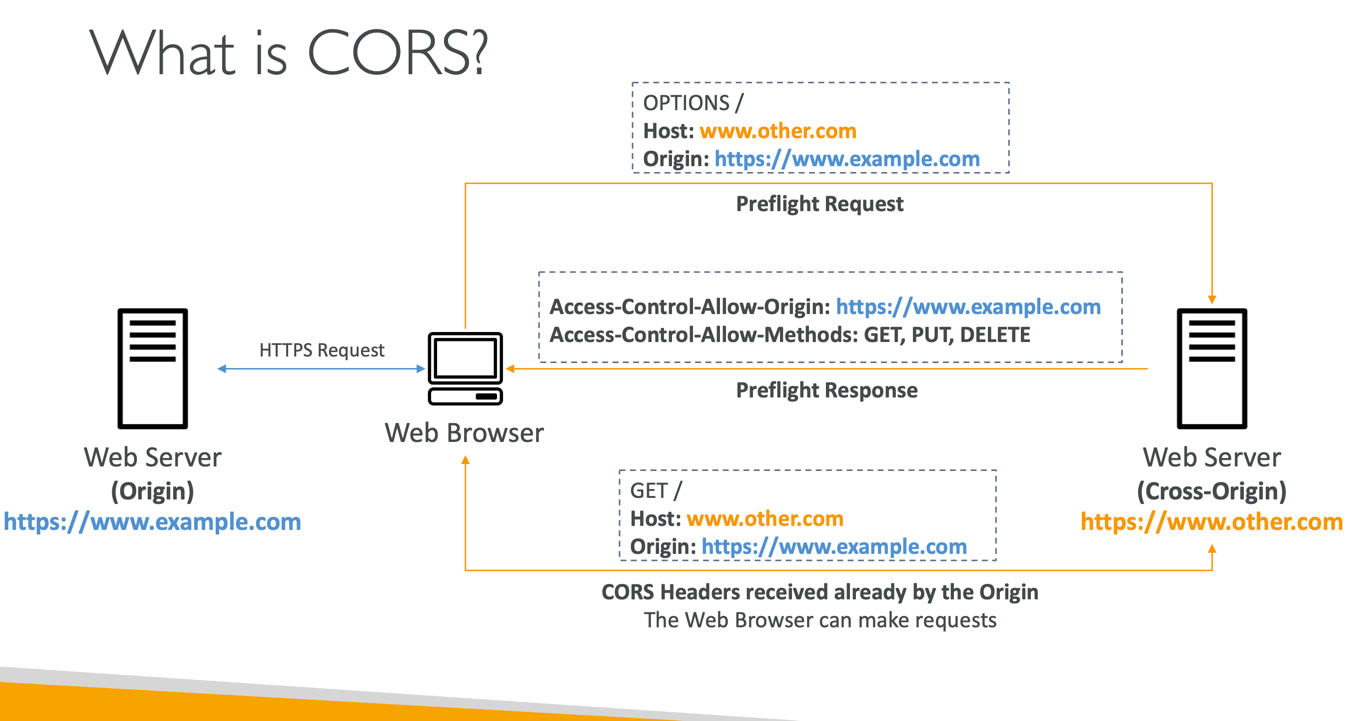 What is CORS?
OPTIONS /
Host: www.other.com
Origin: https://www.example.com
Preflight Request
Access-Control-Allow-Origin: https://www.example.com
Access-Control-Allow-Methods: GET, PUT, DELETE
Preflight Response
HTTPS Request
Web Browser
Web Server
(Origin)
https://www.example.com
Web Server
(Cross-Origin)
https://www.other.com
GET /
Host: www.other.com
Origin: https://www.example.com
CORS Headers received already by the Origin
The Web Browser can make requests